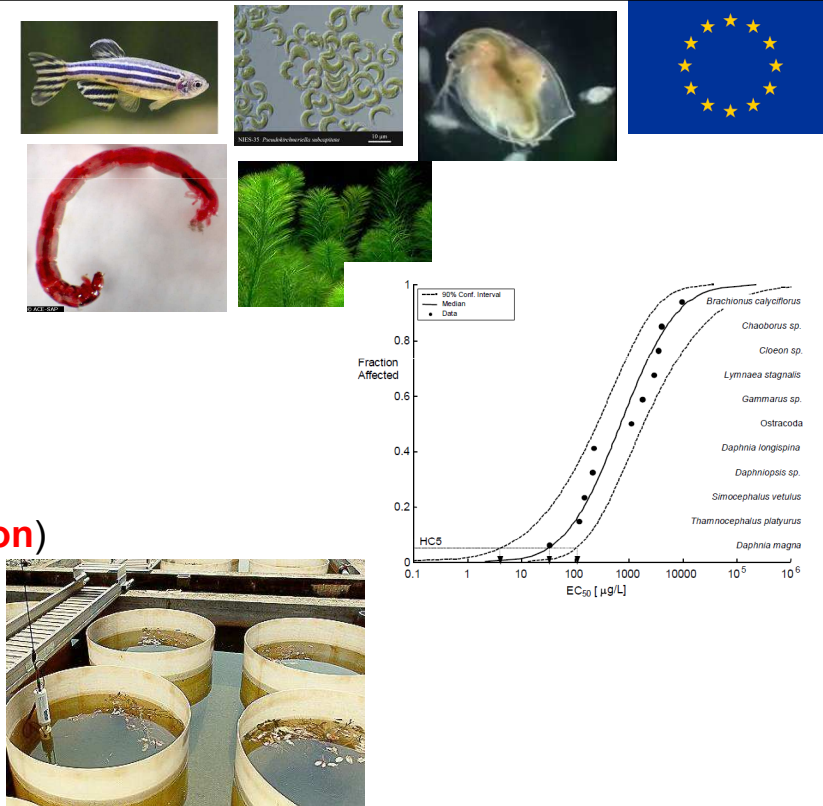 NIES-35 Pseudokirchneriella subcapitata
10 µm
© ACE-SAP
1
0.8
0.6
0.4
0.2
0
Fraction
Affected
90% Conf. Interval
Median
Data
HC5
Brachionus calyciflorus
Chaoborus sp.
Cloeon sp.
Lymnaea stagnalis
Gammarus sp.
Ostracoda
Daphnia longispina
Daphniopsis sp.
Simocephalus vetulus
Thamnocephalus platyurus
Daphnia magna
0.1 1 10 100 1000 10000 10⁵ 10⁶
EC₅₀ [ µg/L]
on)